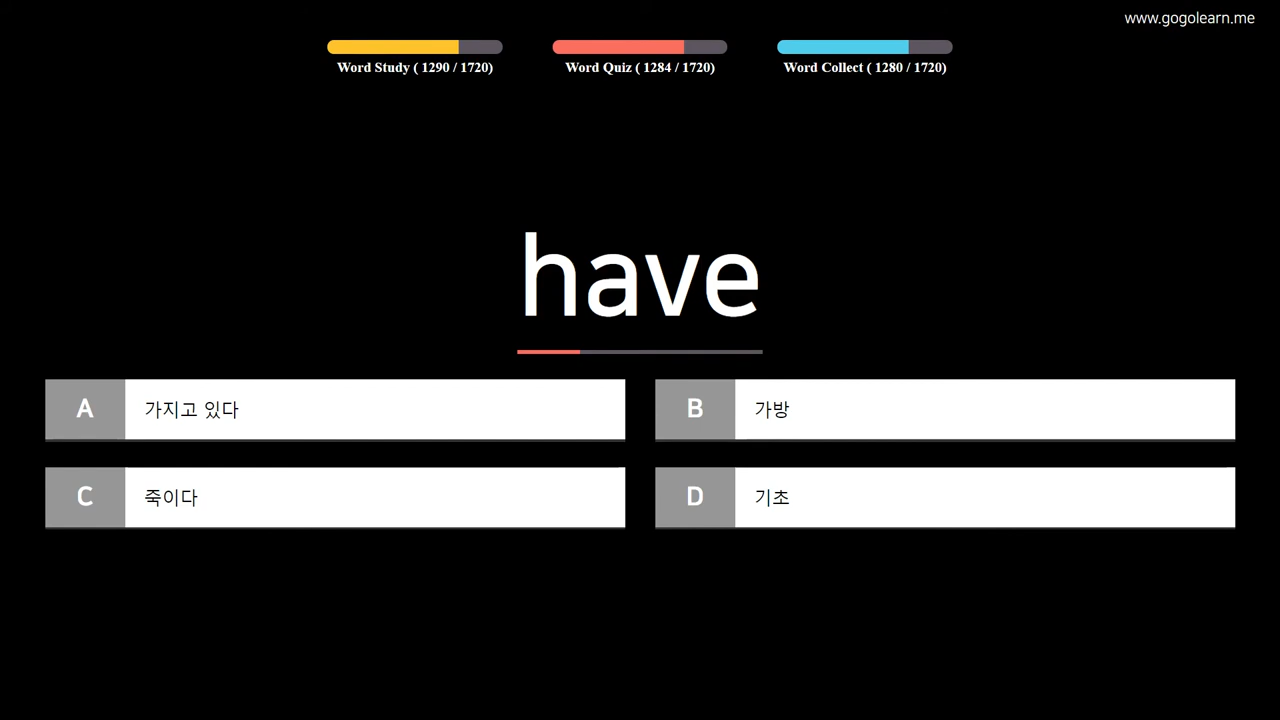 www.gogolearn.me
Word Study ( 1290 / 1720)
Word Quiz ( 1284 / 1720)
Word Collect ( 1280 / 1720)
have
A 가지고 있다
B 가방
C 죽이다
D 기초